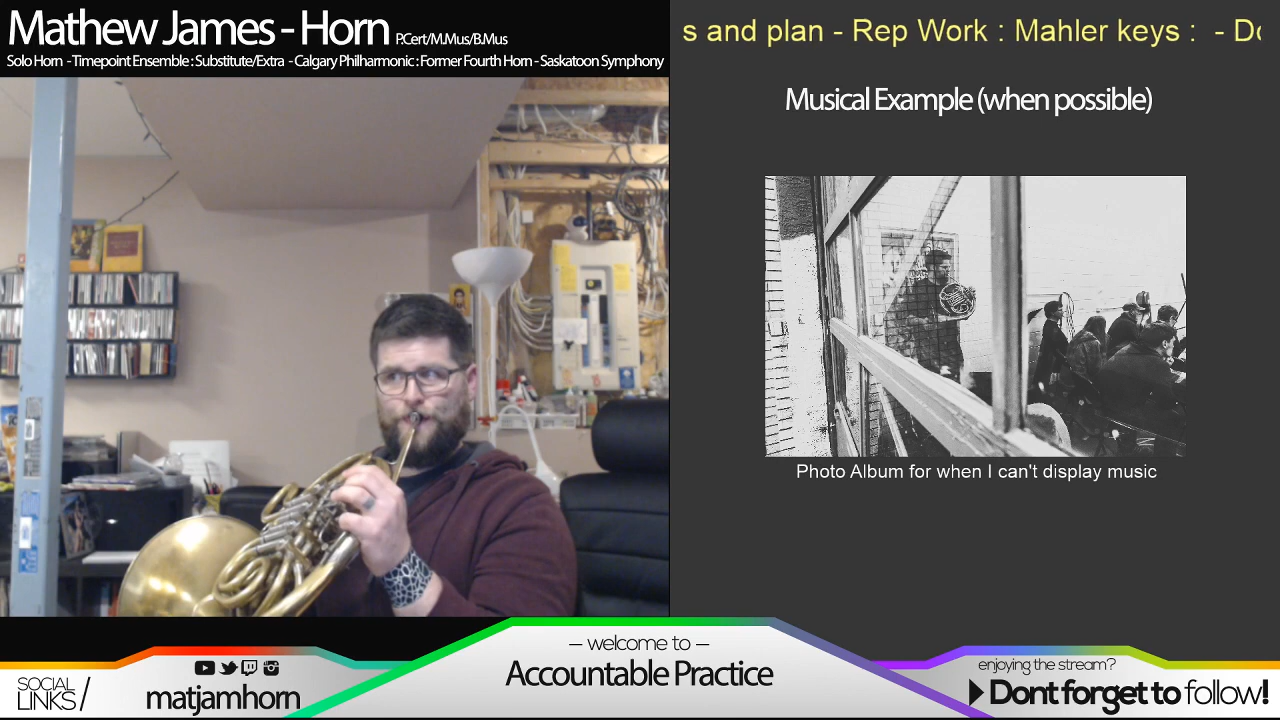 Mathew James - Horn P.Cert/M.Mus/B.Mus
Solo Horn - Timepoint Ensemble : Substitute/Extra - Calgary Philharmonic : Former Fourth Horn - Saskatoon Symphony
s and plan - Rep Work : Mahler keys : - Do
Musical Example (when possible)
Photo Album for when I can't display music
SOCIAL
LINKS/
matjamhorn
– welcome to –
Accountable Practice
enjoying the stream?
Dont forget to follow!